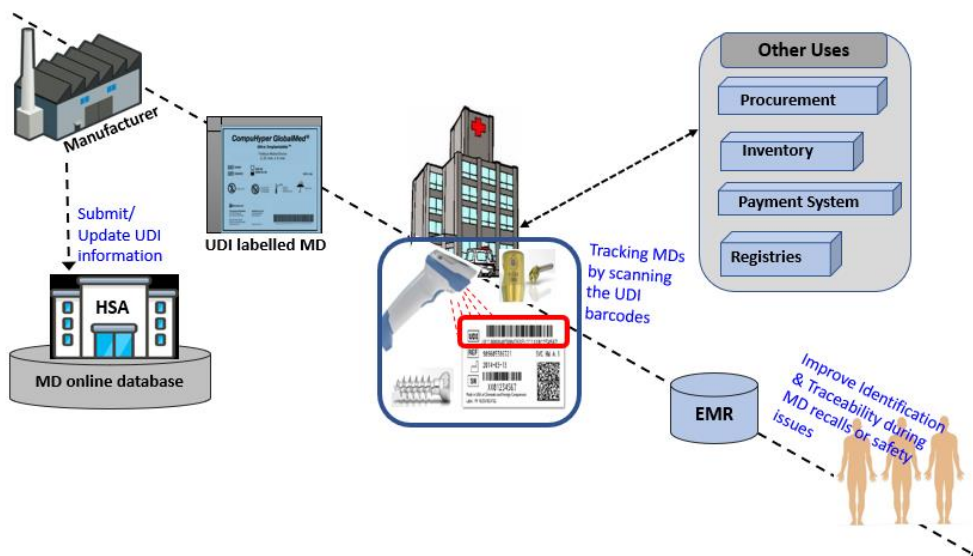 Manufacturer
Submit/
Update UDI
information
HSA
MD online database
CompuHyper GlobalMed®
UDI labelled MD
Tracking MDs
by scanning
the UDI
barcodes
UDI
REF
SN
Other Uses
Procurement
Inventory
Payment System
Registries
EMR
Improve Identification
& Traceability during
MD recalls or safety
issues